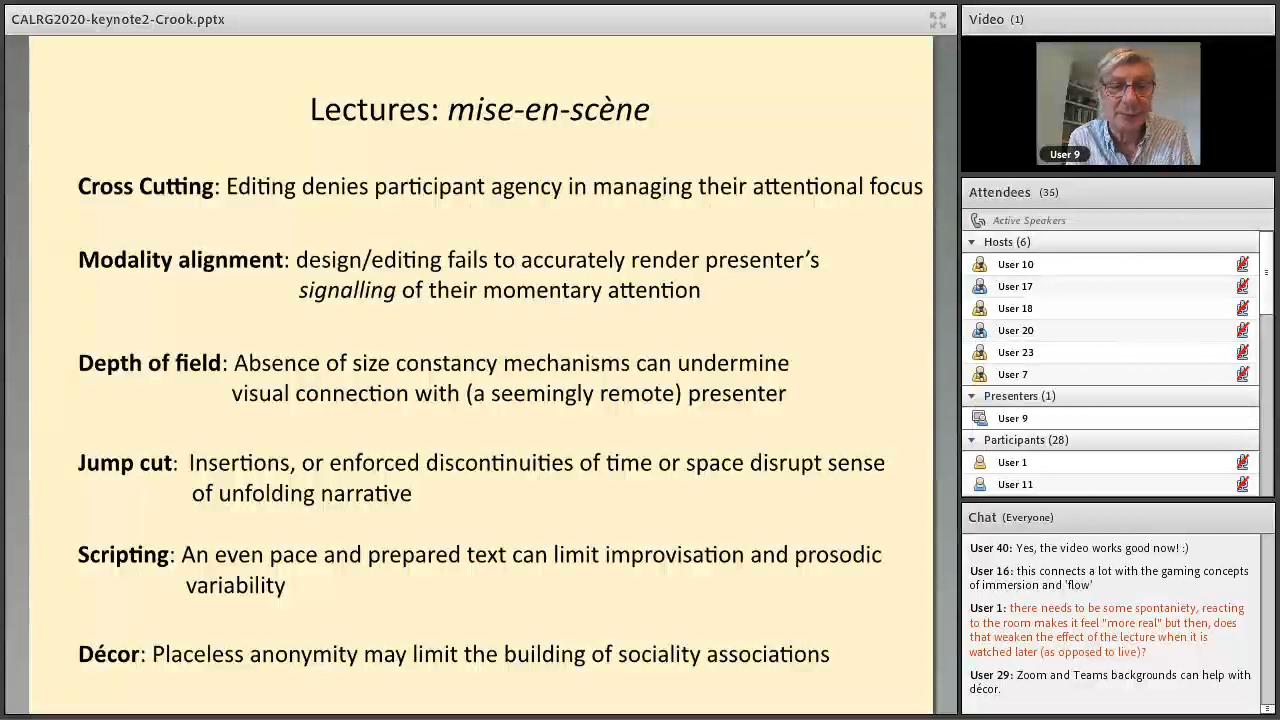 CALRG2020-keynote2-Crook.pptx
Lectures: mise-en-scène
Cross Cutting: Editing denies participant agency in managing their attentional focus
Modality alignment: design/editing fails to accurately render presenter’s
signalling of their momentary attention
Depth of field: Absence of size constancy mechanisms can undermine
visual connection with (a seemingly remote) presenter
Jump cut:  Insertions, or enforced discontinuities of time or space disrupt sense
of unfolding narrative
Scripting: An even pace and prepared text can limit improvisation and prosodic
variability
Décor: Placeless anonymity may limit the building of sociality associations
Video (1)
User 9
Attendees (35)
Active Speakers
Hosts (6)
User 10
User 17
User 18
User 20
User 23
User 7
Presenters (1)
User 9
Participants (28)
User 1
User 11
Chat (Everyone)
User 40: Yes, the video works good now! :)
User 16: this connects a lot with the gaming concepts
of immersion and 'flow'
User 1: there needs to be some spontaniety, reacting
to the room makes it feel "more real" but then, does
that weaken the effect of the lecture when it is
watched later (as opposed to live)?
User 29: Zoom and Teams backgrounds can help with
décor.